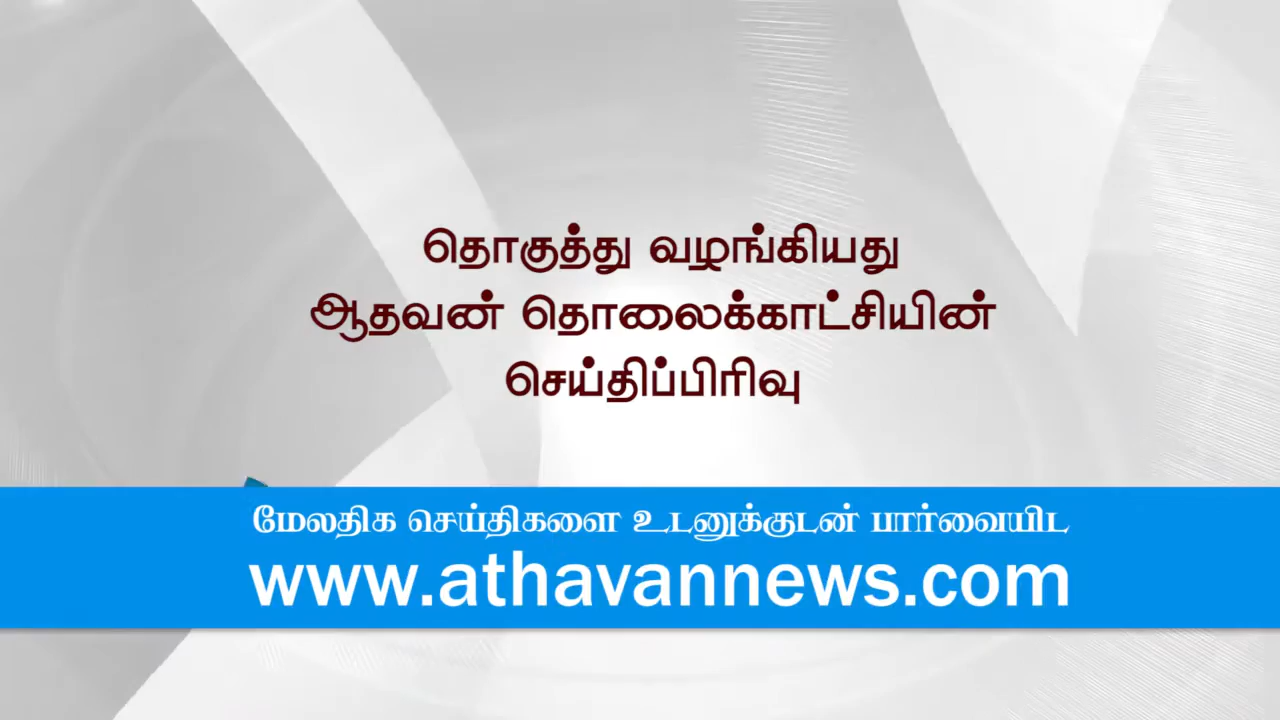 தொகுத்து வழங்கியது
ஆதவன் தொலைக்காட்சியின்
செய்திப்பிரிவு
மேலதிக செய்திகளை உடனுக்குடன் பார்வையிட
www.athavannews.com